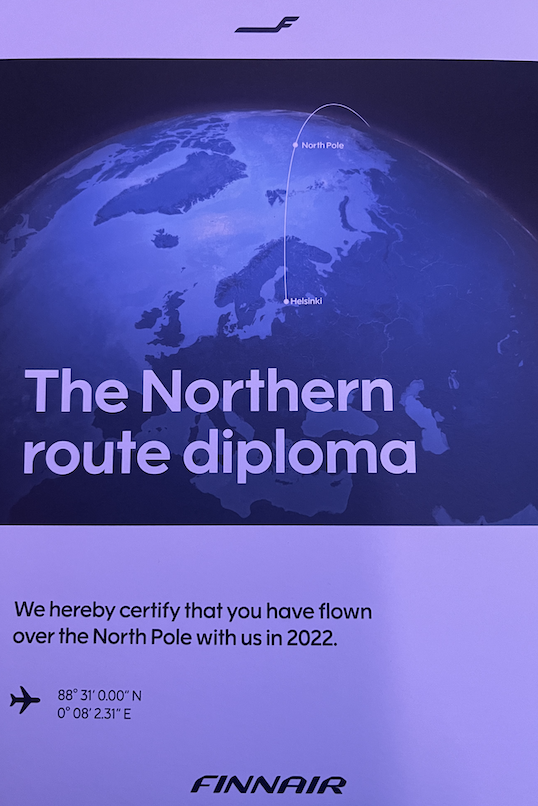 North Pole
Helsinki
The Northern
route diploma
We hereby certify that you have flown
over the North Pole with us in 2022.
88° 31′ 0.00″ N
0° 08′ 2.31″ E
FINNAIR